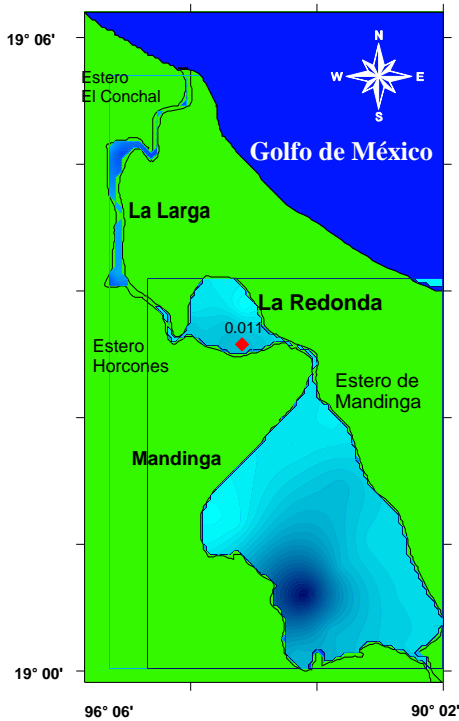 19° 06'
Estero
El Conchal
N
W
E
S
Golfo de México
La Larga
La Redonda
0.011
Estero
Horcones
Estero de
Mandinga
Mandinga
19° 00'
96° 06'
90° 02'